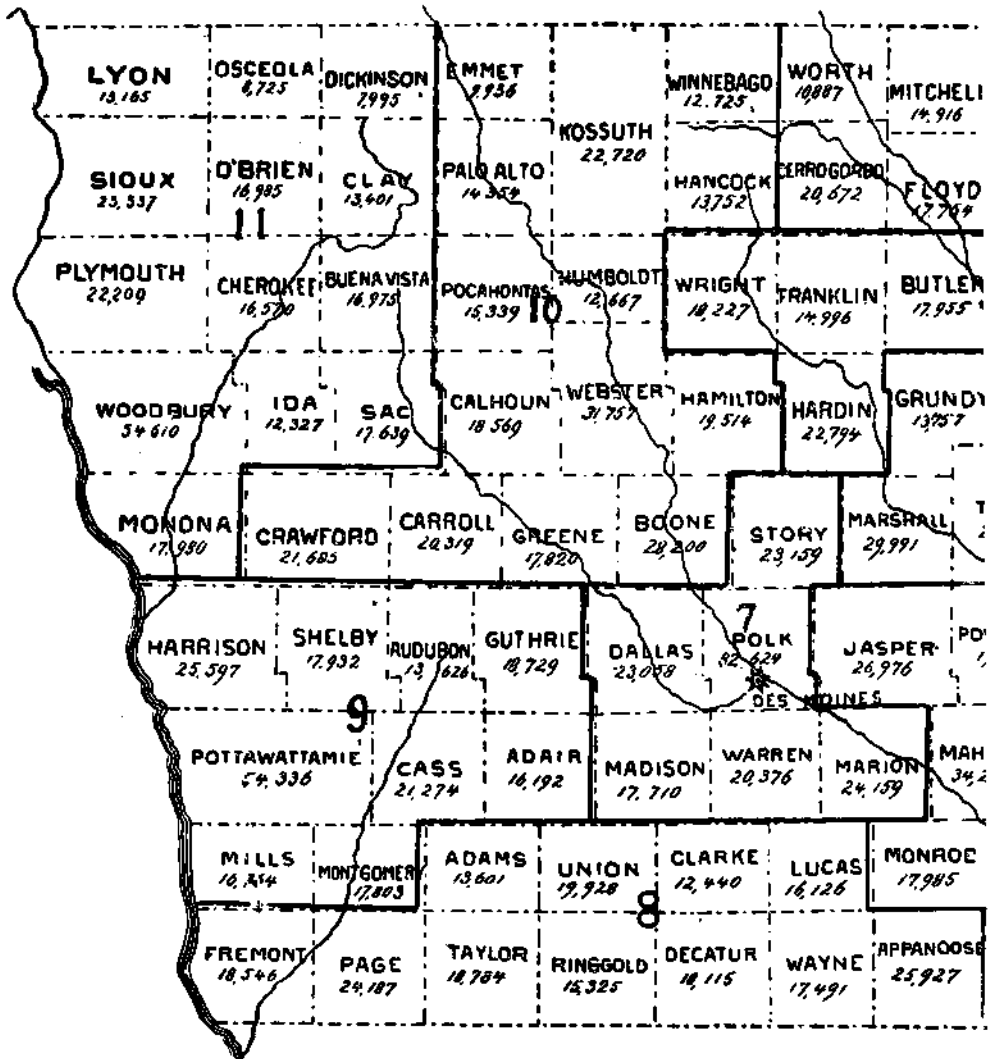 LYON
13,165
OSCEOLA
8,725
DICKINSON
7,995
EMMET
9,936
KOSSUTH
22,720
WINNEBAGO
12,725
WORTH
10,887
MITCHELL
14,916
SIOUX
23,337
O'BRIEN
16,985
CLAY
13,401
PALO ALTO
14,354
HANCOCK
13,752
CERRO GORDO
20,672
FLOYD
17,754
11
PLYMOUTH
22,209
CHEROKEE
16,570
BUENA VISTA
16,975
POCAHONTAS
15,339
10
HUMBOLDT
12,667
WRIGHT
18,227
FRANKLIN
14,996
BUTLER
17,955
WOODBURY
54,610
IDA
12,327
SAC
17,639
CALHOUN
18,569
WEBSTER
31,757
HAMILTON
19,514
HARDIN
22,794
GRUNDY
13,757
MONONA
17,980
CRAWFORD
21,685
CARROLL
20,319
GREENE
17,820
BOONE
28,200
STORY
23,159
MARSHALL
29,991
T
2
HARRISON
25,597
SHELBY
17,932
AUDUBON
13,626
GUTHRIE
18,729
DALLAS
23,058
7
POLK
82,624
DES MOINES
JASPER
26,976
PO
9
POTTAWATTAMIE
54,336
CASS
21,274
ADAIR
16,192
MADISON
17,710
WARREN
20,376
MARION
24,159
MAH
34,2
MILLS
MONTGOMERY
17,803
ADAMS
13,601
UNION
19,928
CLARKE
12,440
LUCAS
16,126
MONROE
17,985
8
FREMONT
18,546
PAGE
24,187
TAYLOR
18,784
RINGGOLD
15,325
DECATUR
18,115
WAYNE
17,491
APPANOOSE
25,927